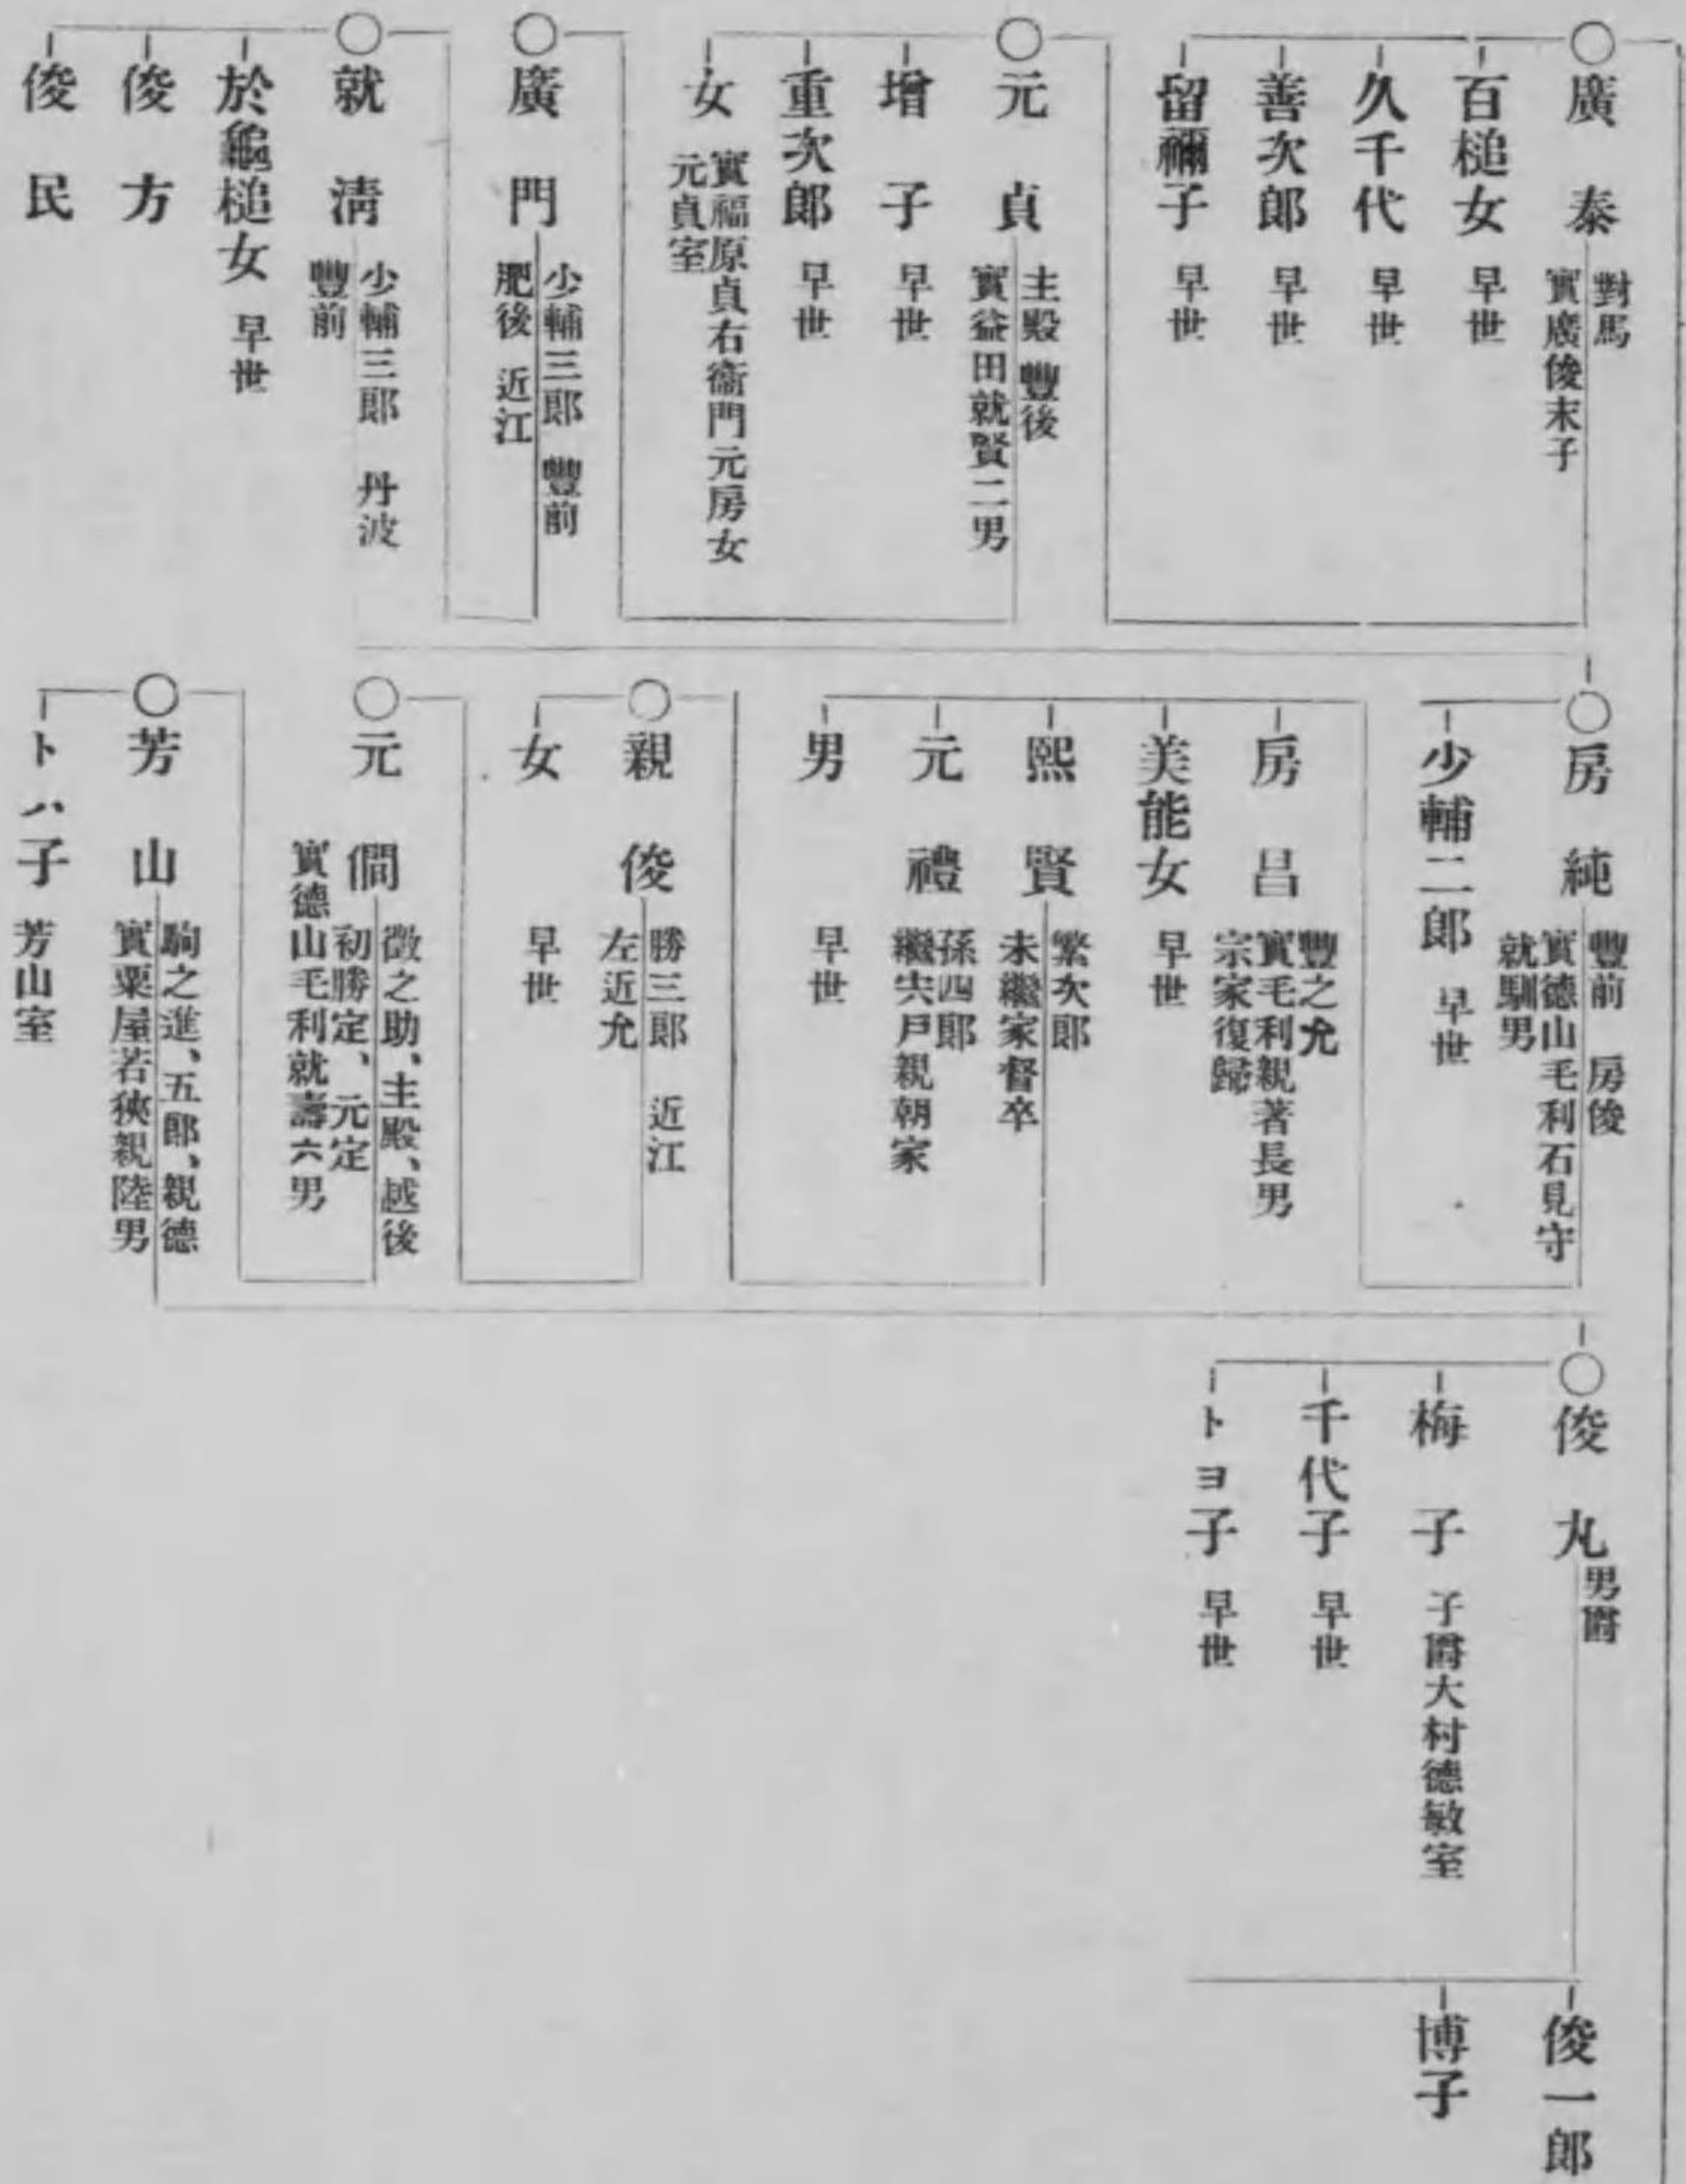 ○廣泰
對馬
實廣俊末子
百槌女 早世
久千代 早世
善次郎 早世
留禰子 早世
○元貞
主殿 豐後
實益田就賢二男
增子 早世
重次郎 早世
女
實福原貞右衞門元房女
元貞室
○廣門
少輔三郎 豐前
肥後 近江
○就淸
少輔三郎 丹波
豐前
於龜槌女 早世
俊方
俊民
○房純
豐前 房俊
實德山毛利石見守
就馴男
少輔二郎 早世
房昌
豐之允
實毛利親著長男
宗家復歸
美能女 早世
熙賢
繁次郎
未繼家督卒
元禮
孫四郎
繼宍戶親朝家
男 早世
○親俊
勝三郎 近江
左近允
女 早世
○元僴
徵之助、主殿、越後
初勝定、元定
實德山毛利就壽六男
○芳山
駒之進、五郎、親德
實粟屋若狹親陸男
トハ子 芳山室
○俊丸 男爵
梅子 子爵大村德敏室
千代子 早世
トヨ子 早世
俊一郎
博子